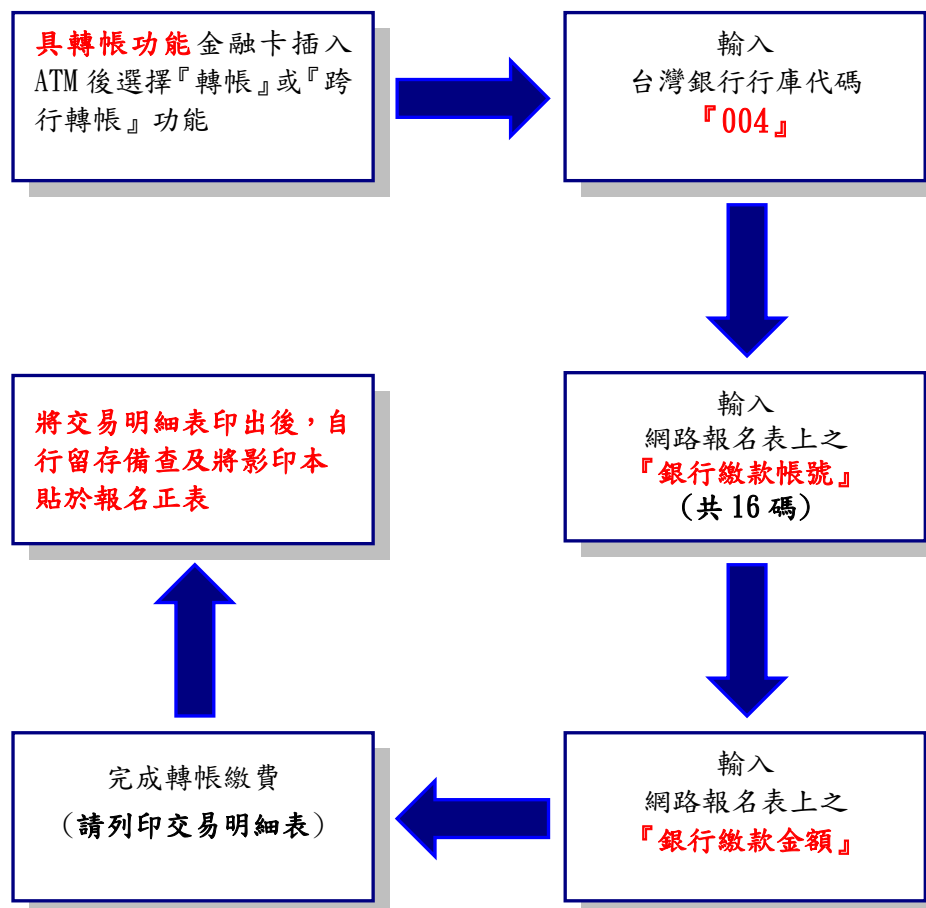 具轉帳功能金融卡插入
ATM後選擇『轉帳』或『跨
行轉帳』功能
輸入
台灣銀行行庫代碼
『004』
輸入
網路報名表上之
『銀行繳款帳號』
(共16碼)
輸入
網路報名表上之
『銀行繳款金額』
完成轉帳繳費
(請列印交易明細表)
將交易明細表印出後，自
行留存備查及將影印本
貼於報名正表